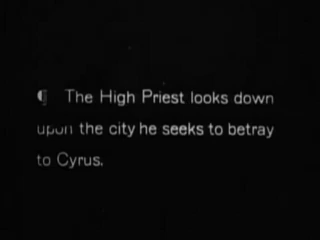 ¶ The High Priest looks down
upon the city he seeks to betray
to Cyrus.